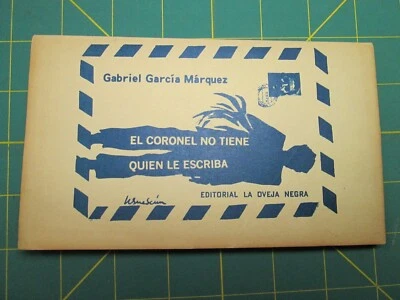 Gabriel García Márquez
EL CORONEL NO TIENE
QUIEN LE ESCRIBA
EDITORIAL LA OVEJA NEGRA